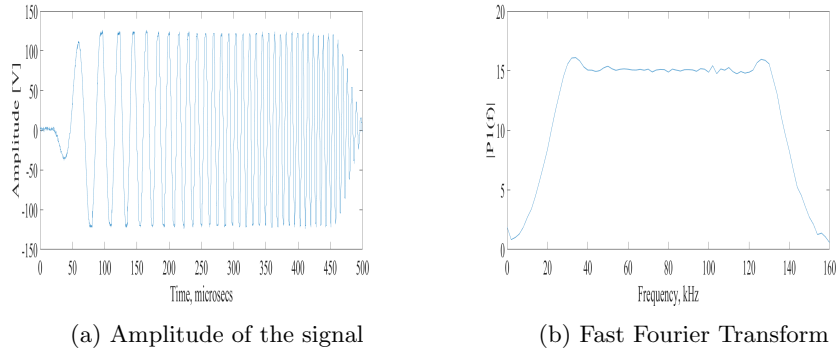 150
100
50
0
-50
-100
-150
Amplitude [V]
0 50 100 150 200 250 300 350 400 450 500
Time, microsecs
(a) Amplitude of the signal
20
15
10
5
0
|P1(f)|
0 20 40 60 80 100 120 140 160
Frequency, kHz
(b) Fast Fourier Transform